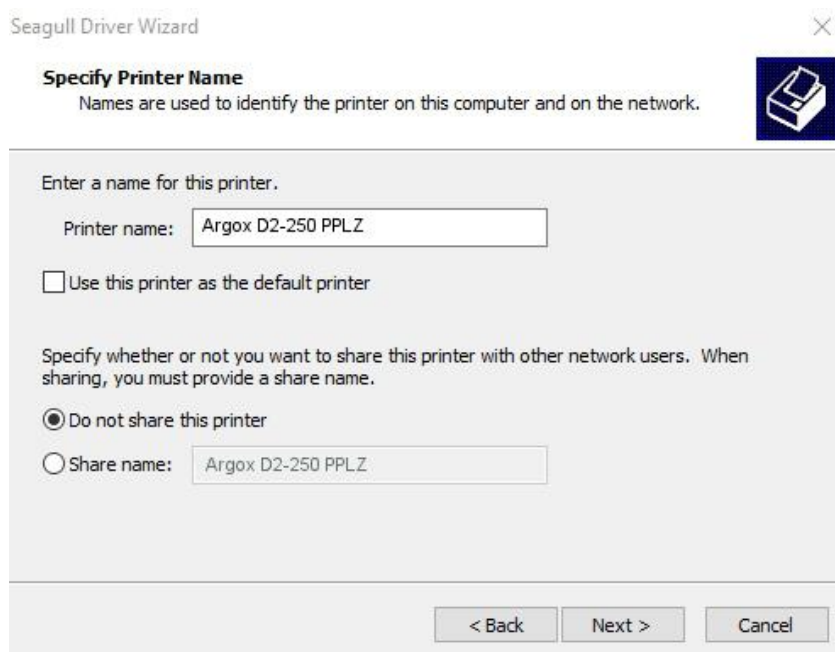 Seagull Driver Wizard
Specify Printer Name
Names are used to identify the printer on this computer and on the network.
Enter a name for this printer.
Printer name: Argox D2-250 PPLZ
Use this printer as the default printer
Specify whether or not you want to share this printer with other network users. When
sharing, you must provide a share name.
Do not share this printer
Share name: Argox D2-250 PPLZ
< Back Next > Cancel